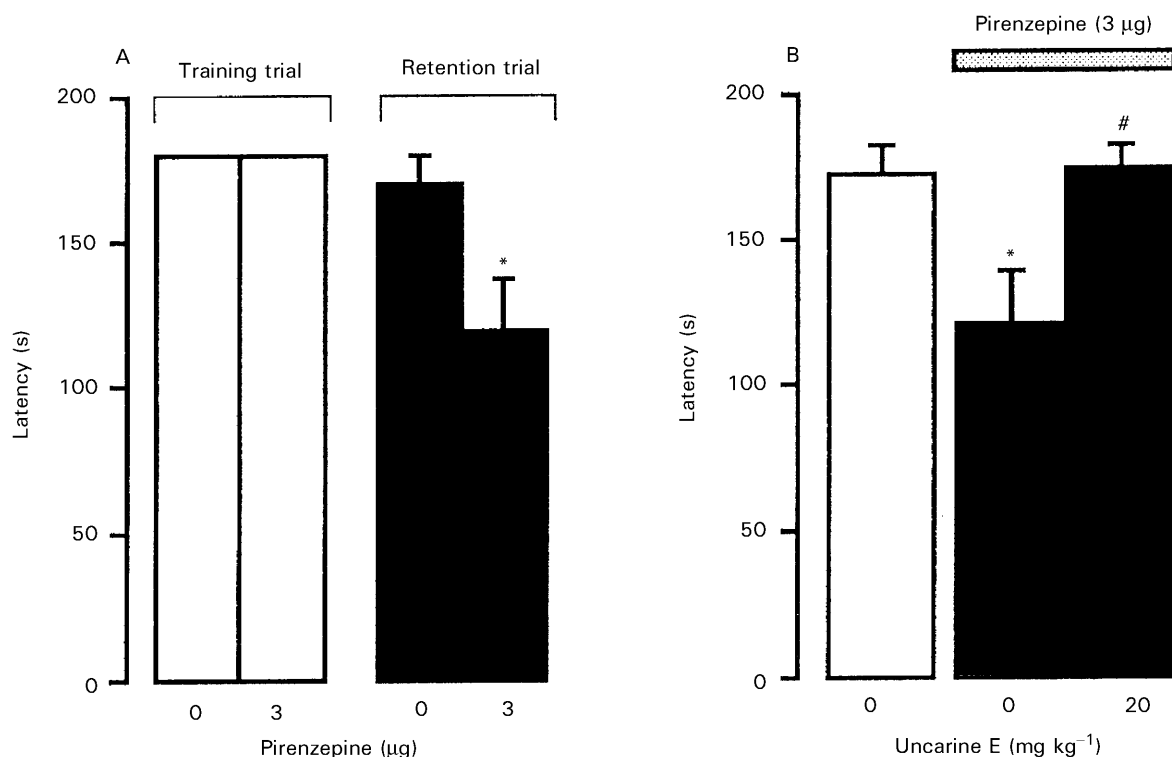 A
Training trial
Retention trial
200
150
100
50
0
Latency (s)
*
0 3 0 3
Pirenzepine (µg)
B
Pirenzepine (3 µg)
200
150
100
50
0
Latency (s)
*
#
0 0 20
Uncarine E (mg kg⁻¹)